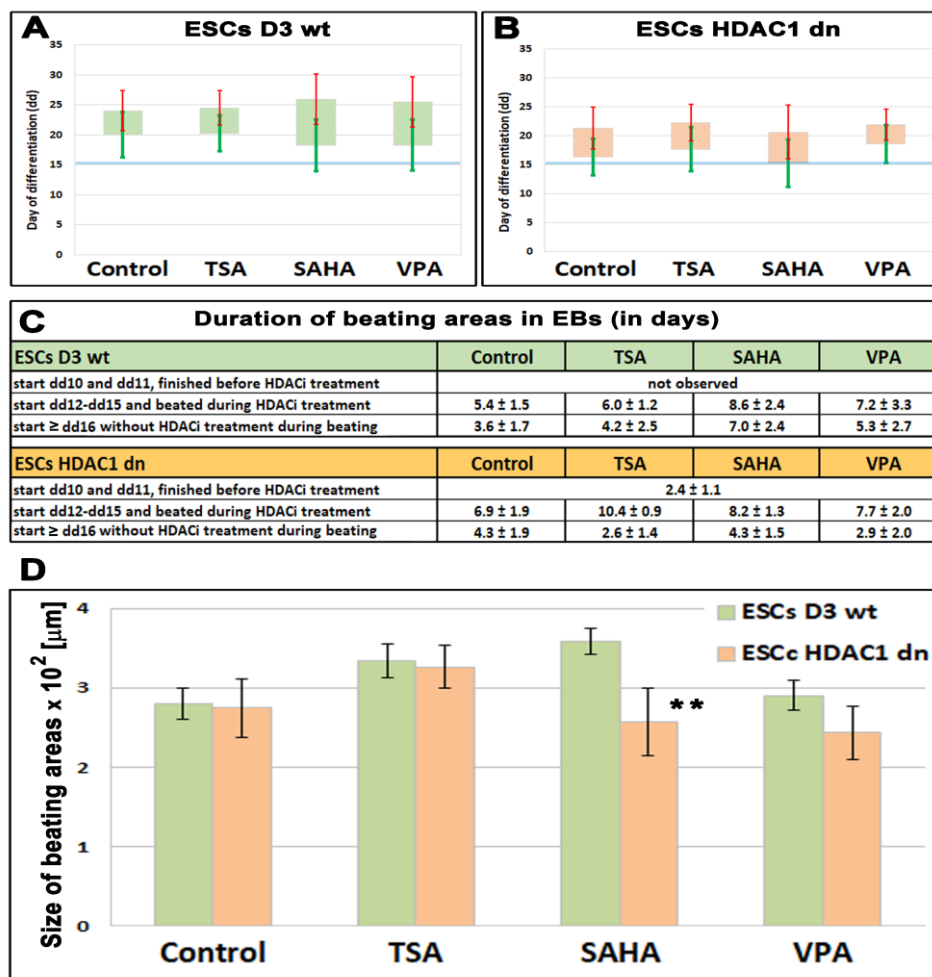 A
ESCs D3 wt
Day of differentiation (dd)
35
30
25
20
15
10
5
0
Control TSA SAHA VPA
B
ESCs HDAC1 dn
Day of differentiation (dd)
35
30
25
20
15
10
5
0
Control TSA SAHA VPA
C Duration of beating areas in EBs (in days)
ESCs D3 wt Control TSA SAHA VPA
start dd10 and dd11, finished before HDACi treatment not observed
start dd12-dd15 and beated during HDACi treatment 5.4 ± 1.5 6.0 ± 1.2 8.6 ± 2.4 7.2 ± 3.3
start ≥ dd16 without HDACi treatment during beating 3.6 ± 1.7 4.2 ± 2.5 7.0 ± 2.4 5.3 ± 2.7
ESCs HDAC1 dn Control TSA SAHA VPA
start dd10 and dd11, finished before HDACi treatment 2.4 ± 1.1
start dd12-dd15 and beated during HDACi treatment 6.9 ± 1.9 10.4 ± 0.9 8.2 ± 1.3 7.7 ± 2.0
start ≥ dd16 without HDACi treatment during beating 4.3 ± 1.9 2.6 ± 1.4 4.3 ± 1.5 2.9 ± 2.0
D
Size of beating areas x 10² [µm]
4
3
2
1
0
ESCs D3 wt
ESCc HDAC1 dn
**
Control TSA SAHA VPA